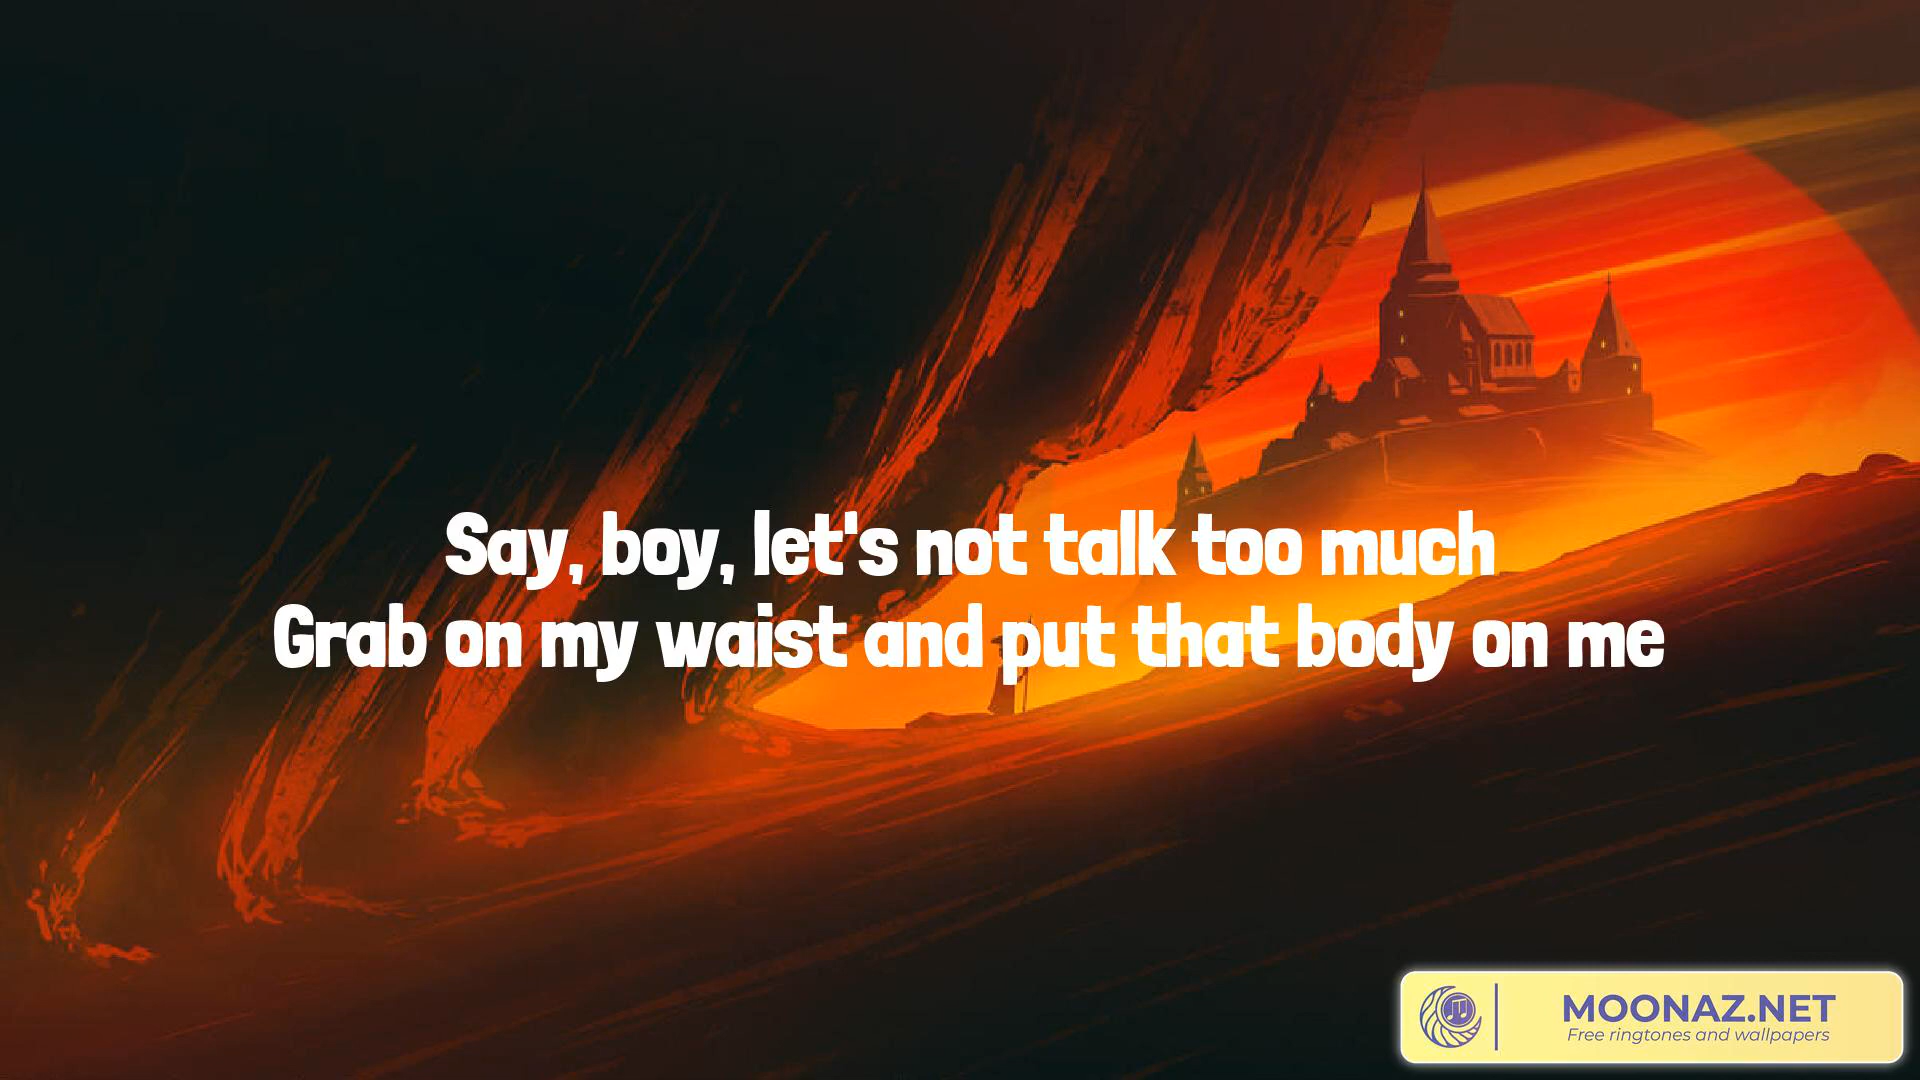 Say, boy, let's not talk too much
Grab on my waist and put that body on me
MOONAZ.NET
Free ringtones and wallpapers